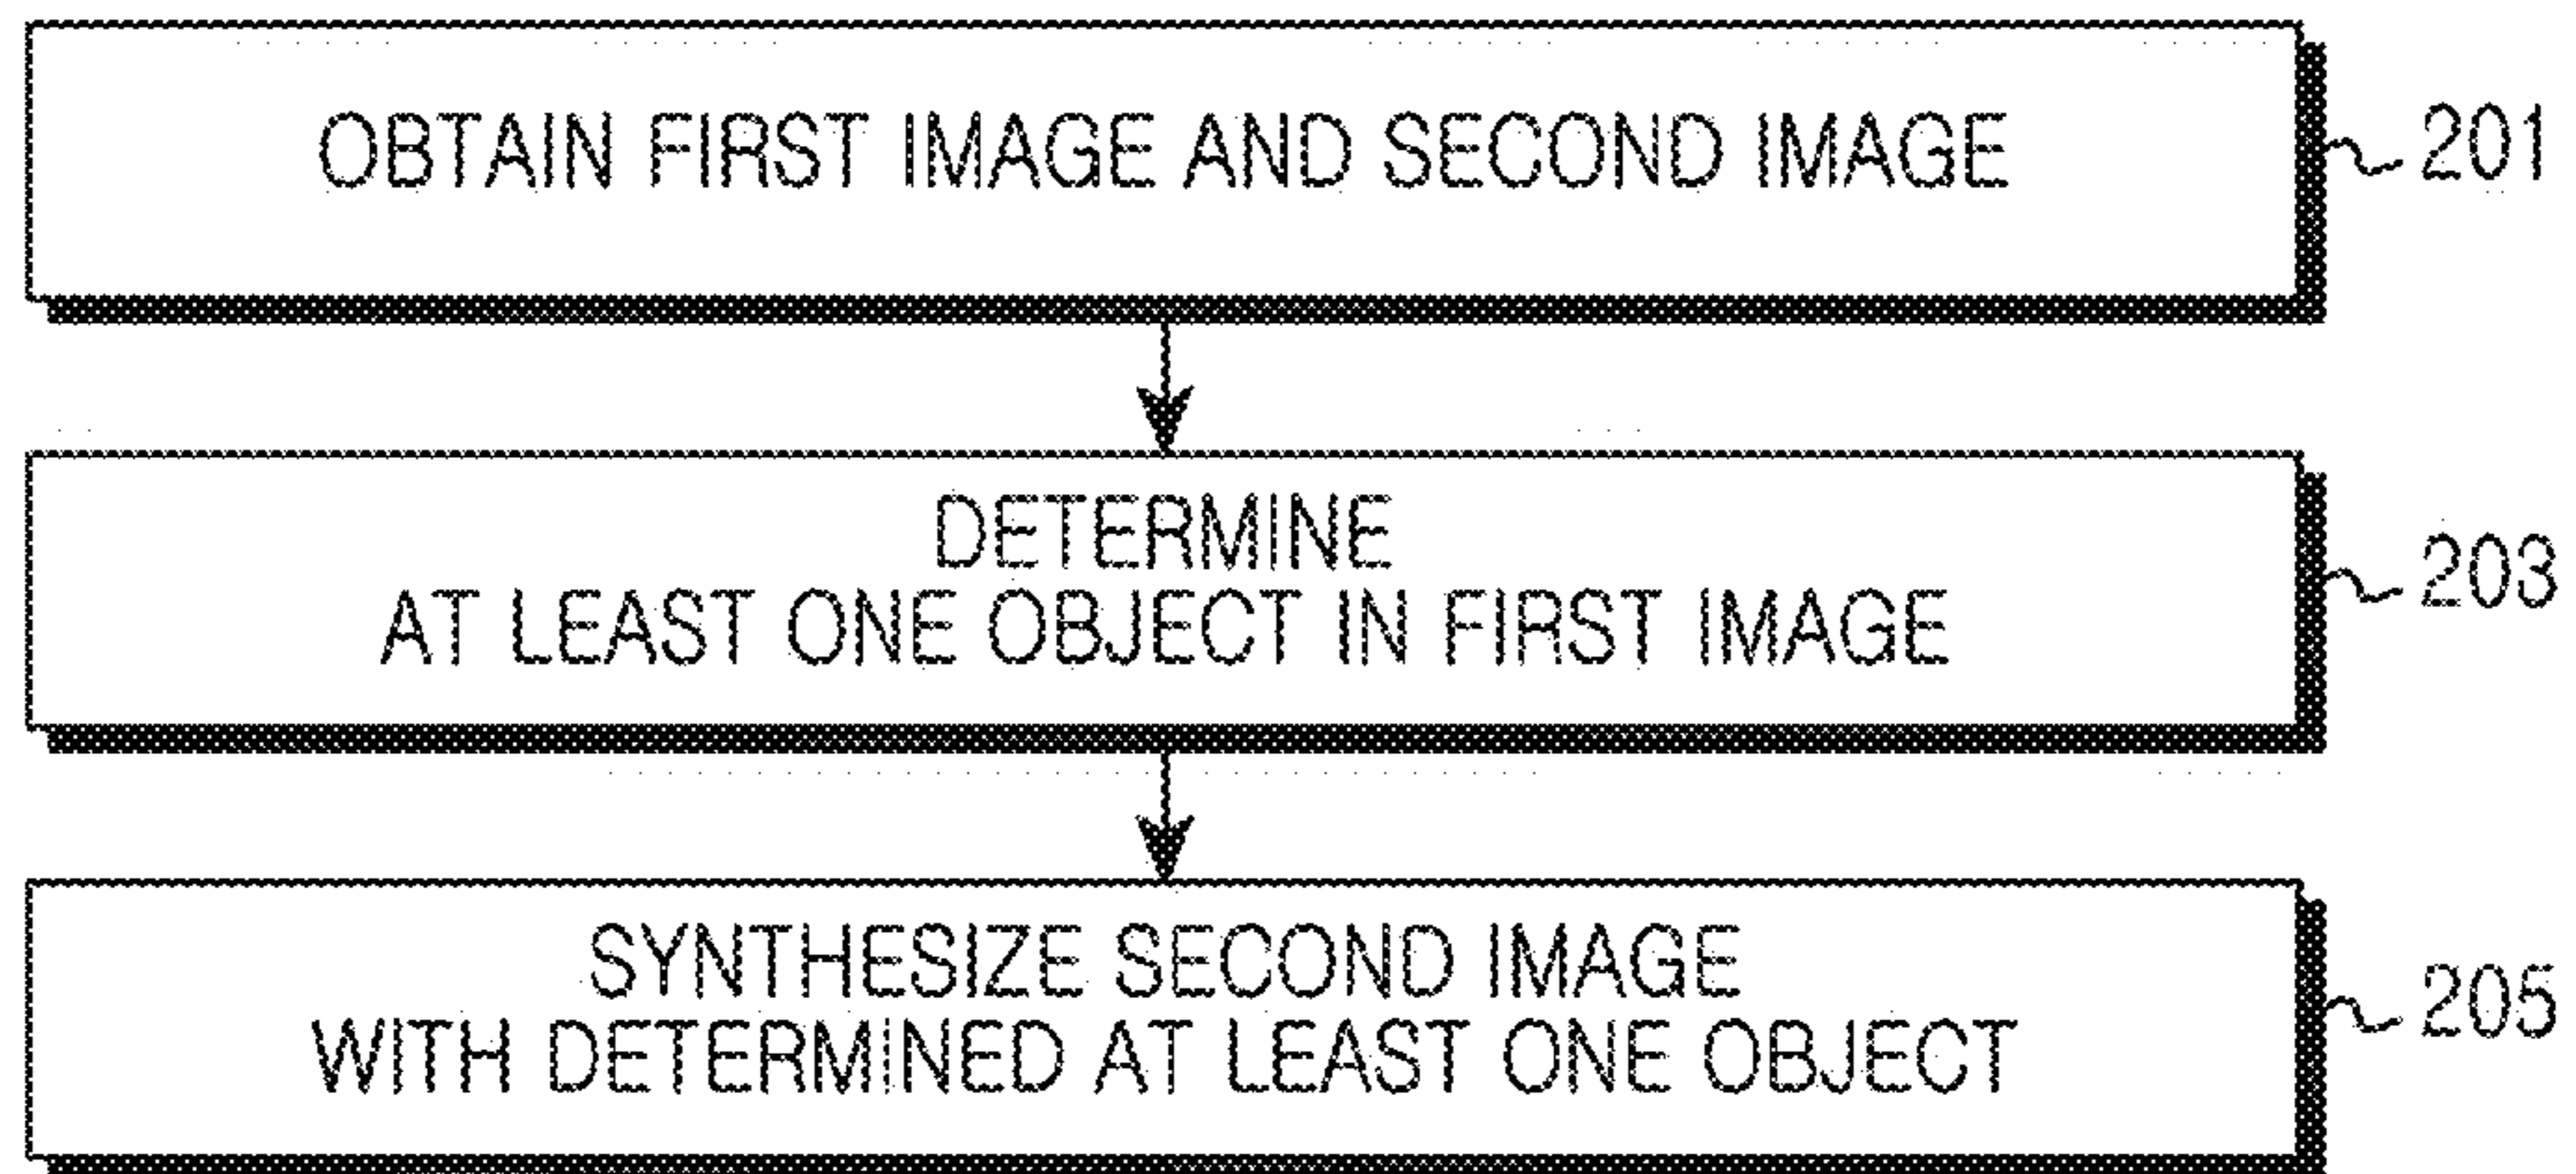 OBTAIN FIRST IMAGE AND SECOND IMAGE
201
DETERMINE
AT LEAST ONE OBJECT IN FIRST IMAGE
203
SYNTHESIZE SECOND IMAGE
WITH DETERMINED AT LEAST ONE OBJECT
205